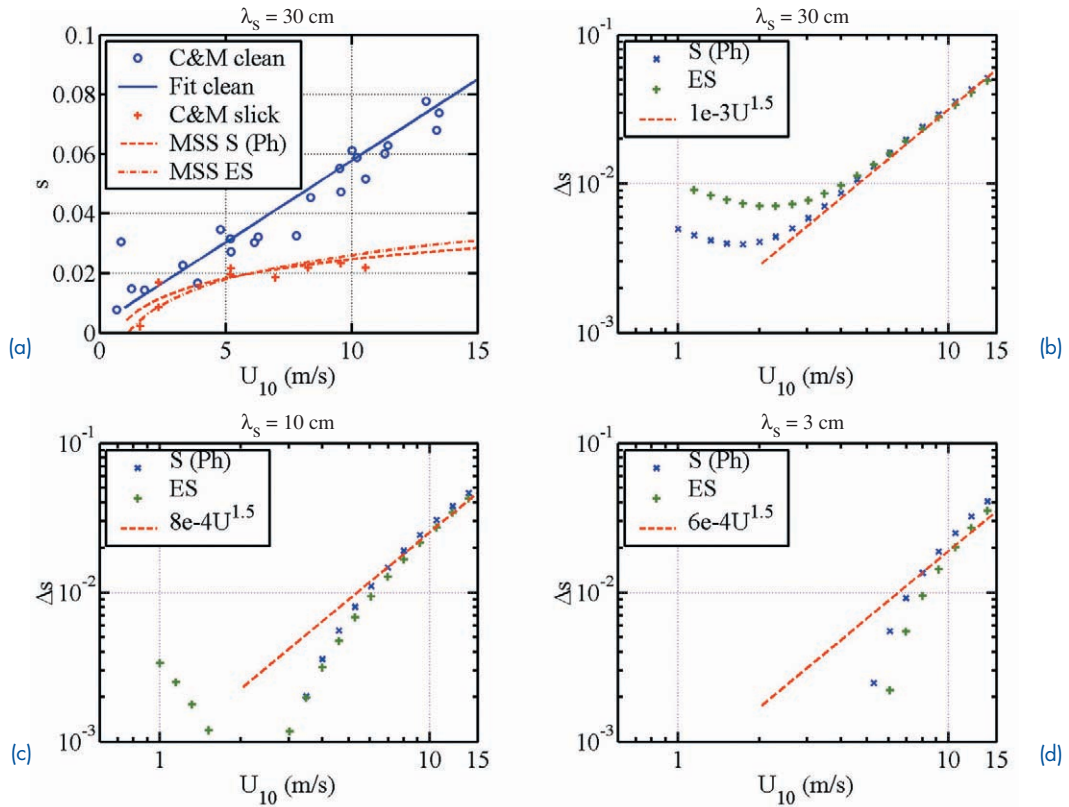 λs = 30 cm
0.1
0.08
0.06
0.04
0.02
0
s
C&M clean
Fit clean
C&M slick
MSS S (Ph)
MSS ES
0 5 10 15
U10 (m/s)
(a)
λs = 30 cm
10-1
10-2
10-3
Δs
S (Ph)
ES
1e-3U1.5
1 10 15
U10 (m/s)
(b)
λs = 10 cm
10-1
10-2
10-3
Δs
S (Ph)
ES
8e-4U1.5
1 10 15
U10 (m/s)
(c)
λs = 3 cm
10-1
10-2
10-3
Δs
S (Ph)
ES
6e-4U1.5
1 10 15
U10 (m/s)
(d)